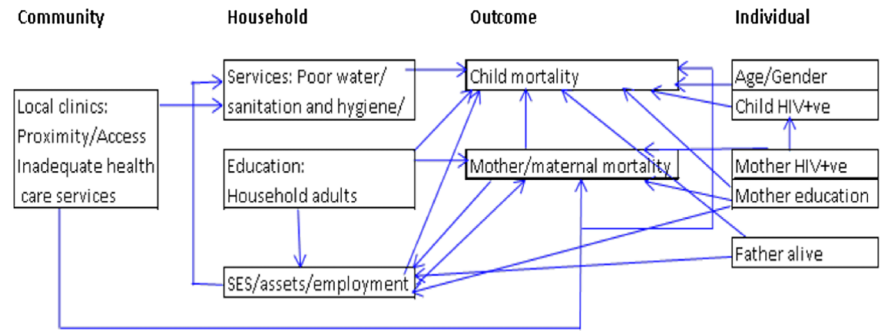 Community
Household
Outcome
Individual
Local clinics:
Proximity/Access
Inadequate health
care services
Services: Poor water/
sanitation and hygiene/
Education:
Household adults
SES/assets/employment
Child mortality
Mother/maternal mortality
Age/Gender
Child HIV+ve
Mother HIV+ve
Mother education
Father alive